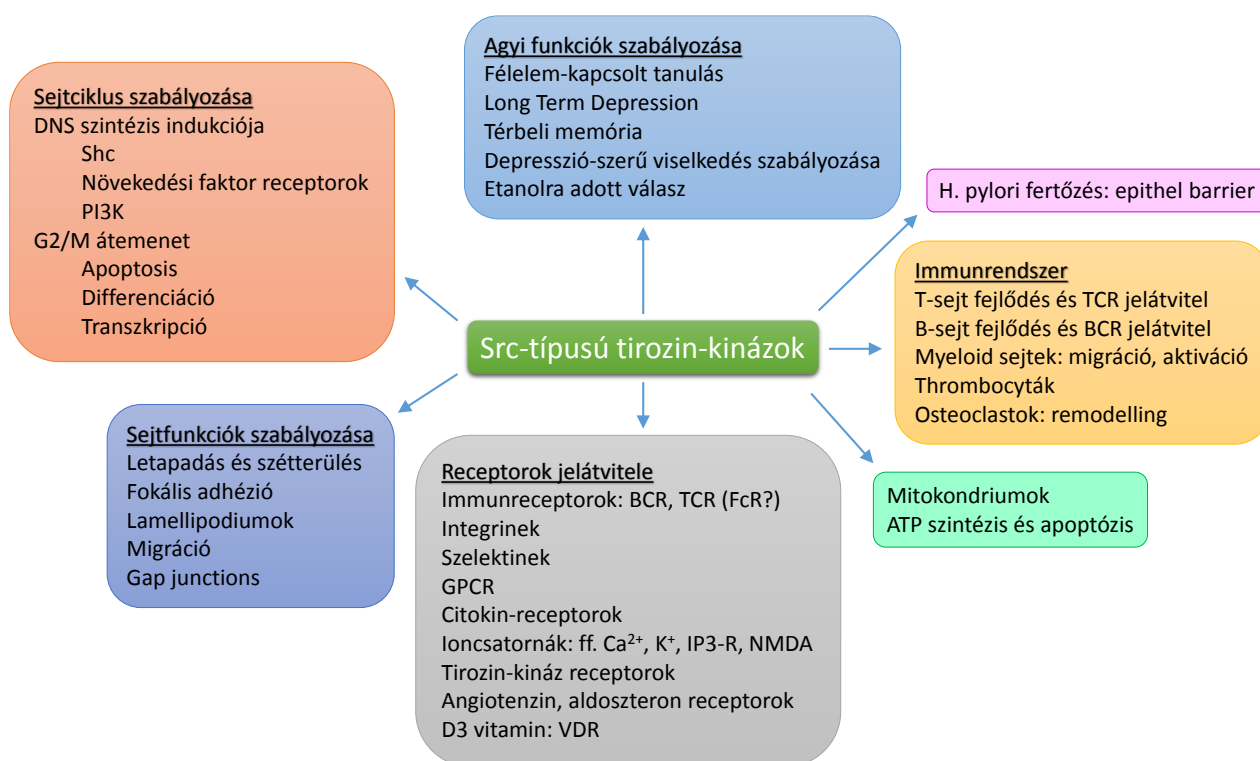 Agyi funkciók szabályozása
Félelem-kapcsolt tanulás
Long Term Depression
Térbeli memória
Depresszió-szerű viselkedés szabályozása
Etanolra adott válasz
Sejtciklus szabályozása
DNS szintézis indukciója
Shc
Növekedési faktor receptorok
PI3K
G2/M átemenet
Apoptosis
Differenciáció
Transzkripció
H. pylori fertőzés: epithel barrier
Immunrendszer
T-sejt fejlődés és TCR jelátvitel
B-sejt fejlődés és BCR jelátvitel
Myeloid sejtek: migráció, aktiváció
Thrombocyták
Osteoclastok: remodelling
Src-típusú tirozin-kinázok
Sejtfunkciók szabályozása
Letapadás és szétterülés
Fokális adhézió
Lamellipodiumok
Migráció
Gap junctions
Receptorok jelátvitele
Immunreceptorok: BCR, TCR (FcR?)
Integrinek
Szelektinek
GPCR
Citokin-receptorok
Ioncsatornák: ff. Ca²⁺, K⁺, IP3-R, NMDA
Tirozin-kináz receptorok
Angiotenzin, aldoszteron receptorok
D3 vitamin: VDR
Mitokondriumok
ATP szintézis és apoptózis